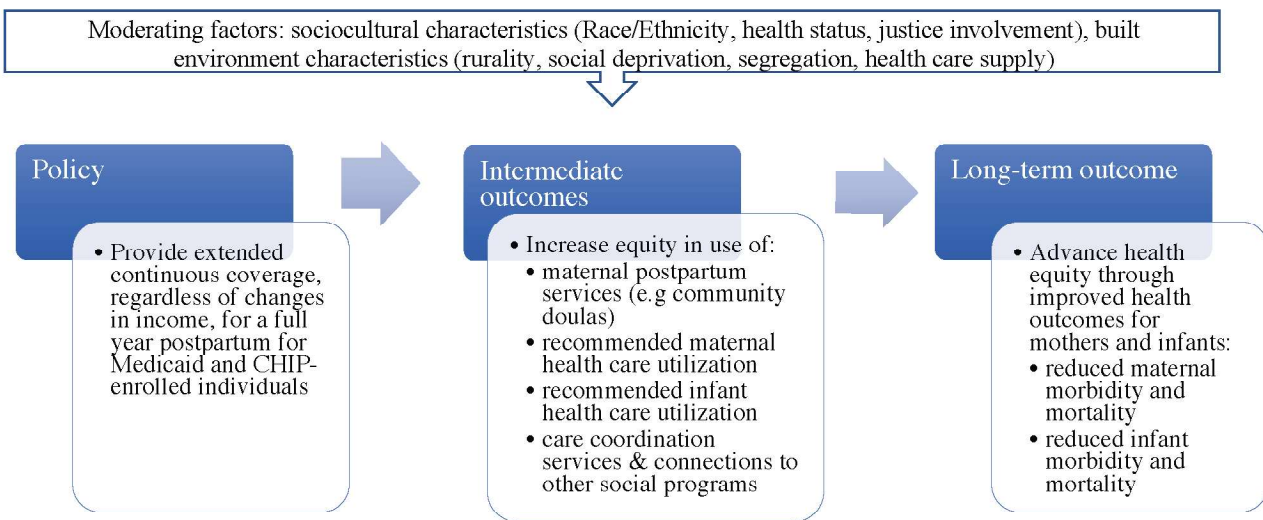 Moderating factors: sociocultural characteristics (Race/Ethnicity, health status, justice involvement), built
environment characteristics (rurality, social deprivation, segregation, health care supply)
Policy
• Provide extended
continuous coverage,
regardless of changes
in income, for a full
year postpartum for
Medicaid and CHIP-
enrolled individuals
Intermediate
outcomes
• Increase equity in use of:
• maternal postpartum
services (e.g community
doulas)
• recommended maternal
health care utilization
• recommended infant
health care utilization
• care coordination
services & connections to
other social programs
Long-term outcome
• Advance health
equity through
improved health
outcomes for
mothers and infants:
• reduced maternal
morbidity and
mortality
• reduced infant
morbidity and
mortality